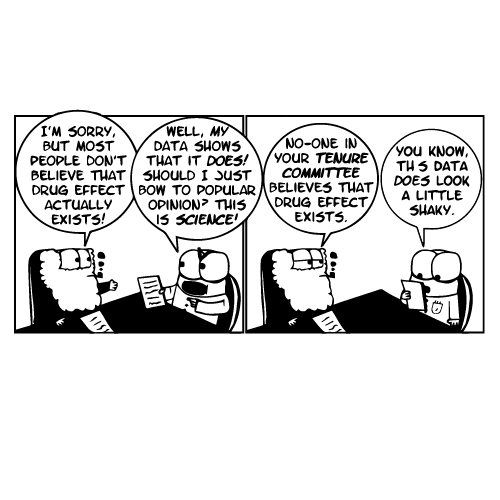 I'M SORRY,
BUT MOST
PEOPLE DON'T
BELIEVE THAT
DRUG EFFECT
ACTUALLY
EXISTS!
WELL, MY
DATA SHOWS
THAT IT DOES!
SHOULD I JUST
BOW TO POPULAR
OPINION? THIS
IS SCIENCE!
NO-ONE IN
YOUR TENURE
COMMITTEE
BELIEVES THAT
DRUG EFFECT
EXISTS.
YOU KNOW,
TH S DATA
DOES LOOK
A LITTLE
SHAKY.